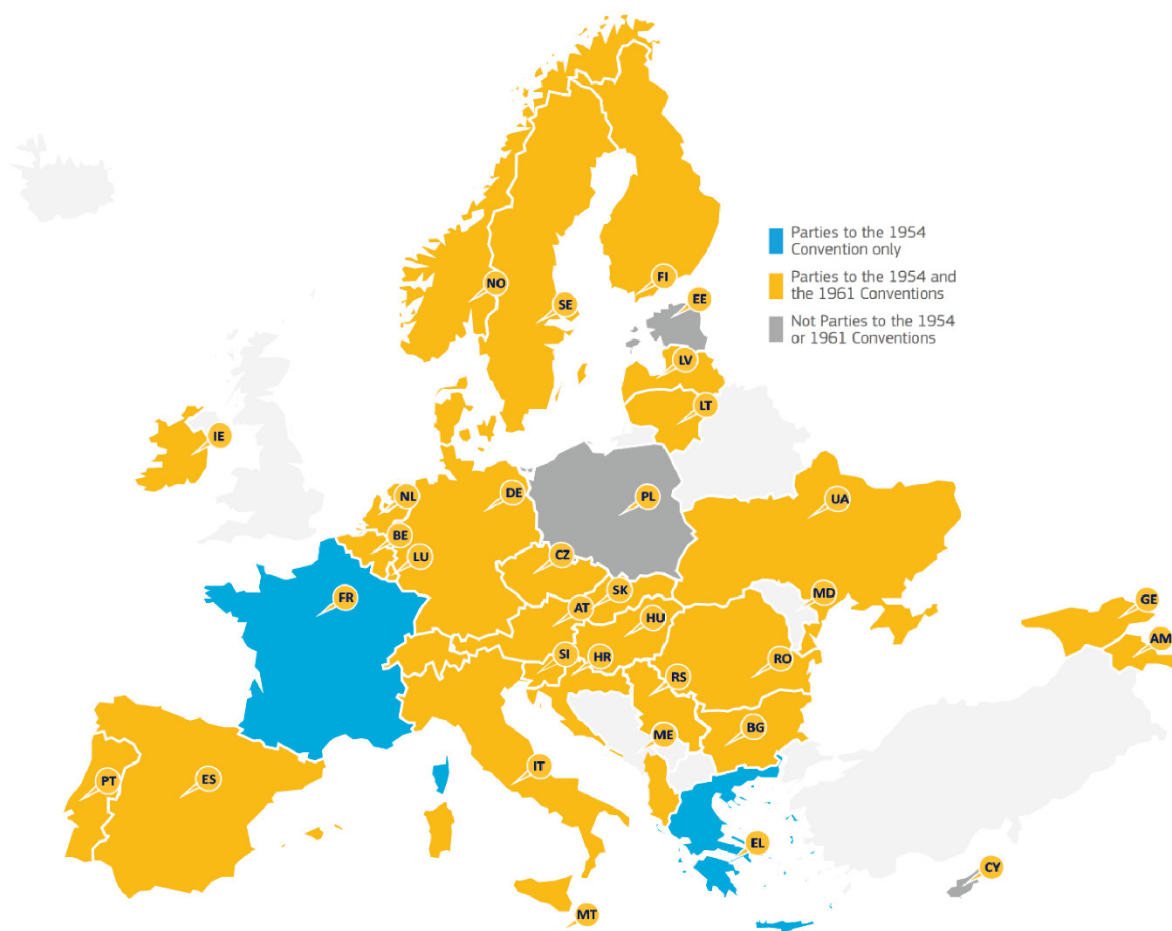 Parties to the 1954
Convention only
Parties to the 1954 and
the 1961 Conventions
Not Parties to the 1954
or 1961 Conventions
FI
NO
EE
SE
LV
LT
IE
NL
DE
PL
UA
BE
LU
CZ
SK
FR
MD
GE
AT
HU
AM
SI
HR
RO
RS
BG
ME
IT
PT
ES
EL
CY
MT